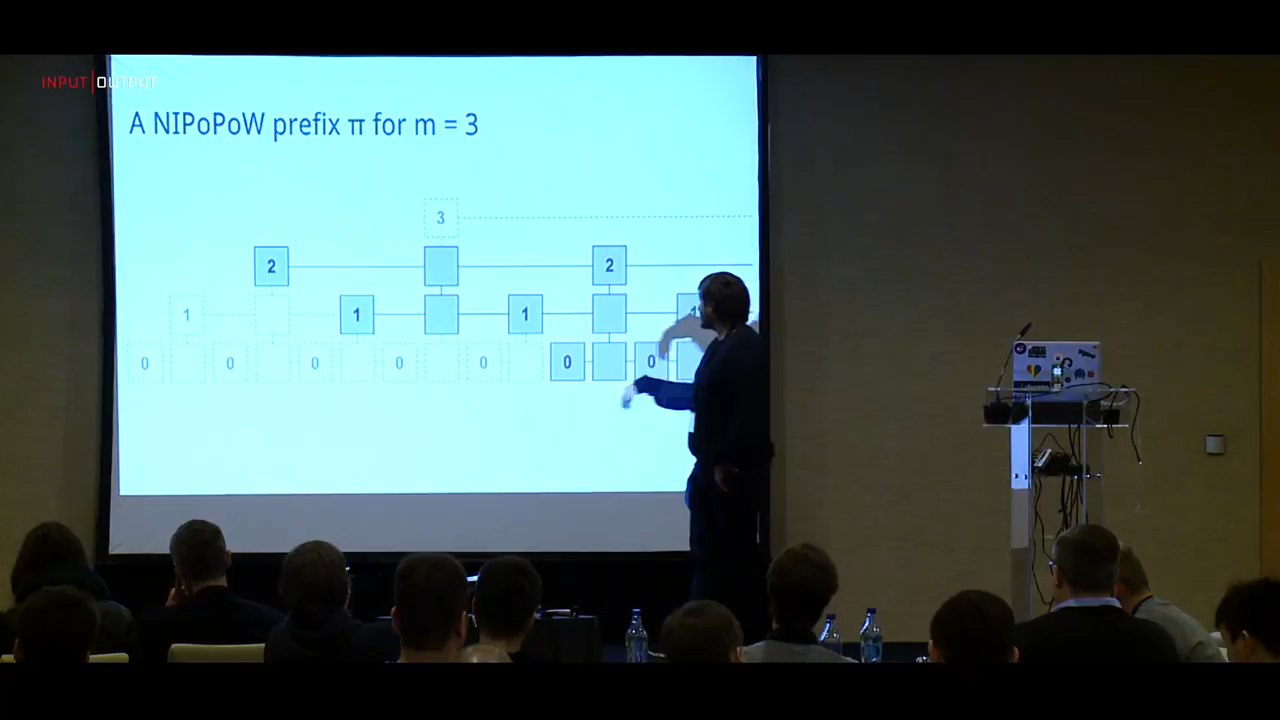 INPUT|OUTPUT
A NIPoPoW prefix π for m = 3
3
2 2
1 1 1 1
0 0 0 0 0 0 0